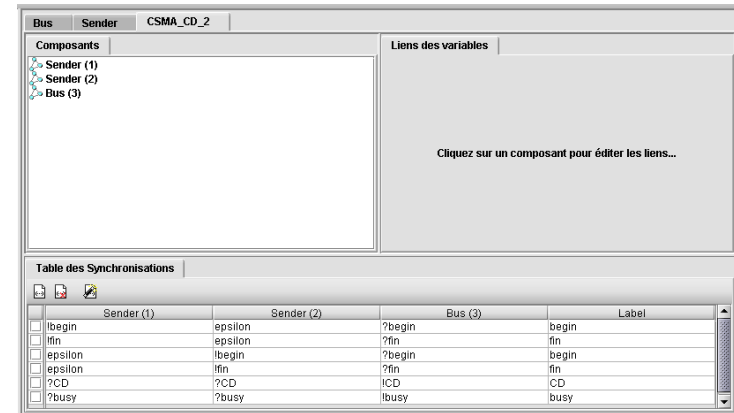 Bus Sender CSMA_CD_2
Composants
Liens des variables
Sender (1)
Sender (2)
Bus (3)
Cliquez sur un composant pour éditer les liens...
Table des Synchronisations
Sender (1) Sender (2) Bus (3) Label
!begin epsilon ?begin begin
!fin epsilon ?fin fin
epsilon !begin ?begin begin
epsilon !fin ?fin fin
?CD ?CD !CD CD
?busy ?busy !busy busy